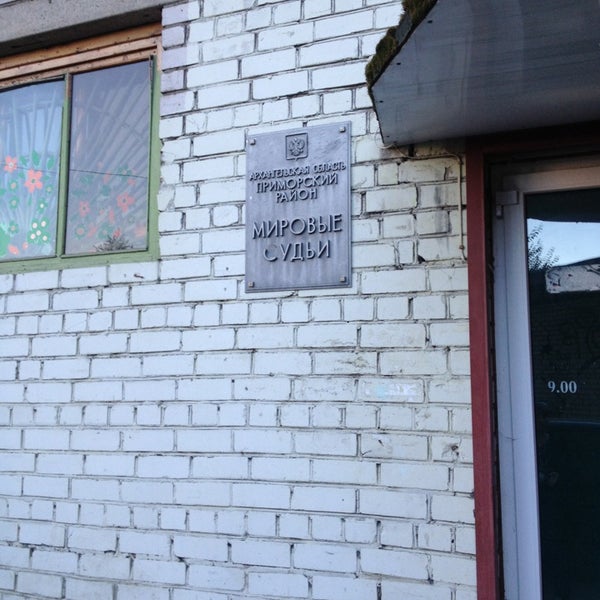 АРХАНГЕЛЬСКАЯ ОБЛАСТЬ
ПРИМОРСКИЙ
РАЙОН
МИРОВЫЕ
СУДЬИ
9.00